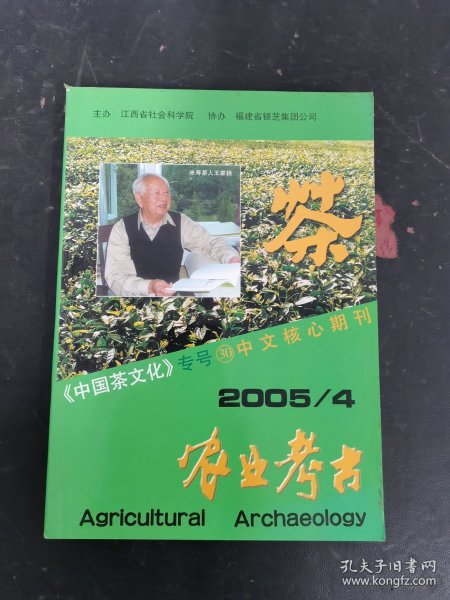 主办 江西省社会科学院 协办 福建省银芝集团公司
米寿茶人王家扬
茶
《中国茶文化》专号㉚中文核心期刊
2005/4
农业考古
Agricultural Archaeology
孔夫子旧书网
www.kongfz.com